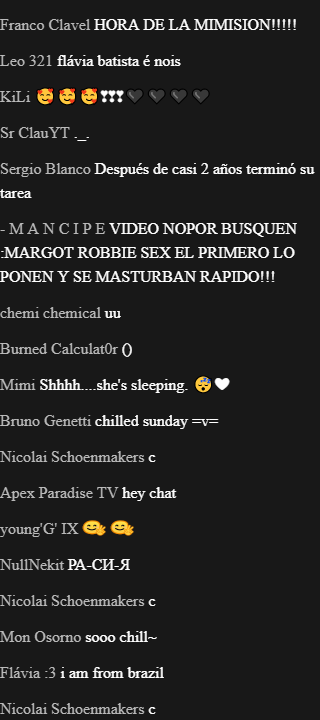 Franco Clavel HORA DE LA MIMISION!!!!!
Leo 321 flávia batista é nois
KiLi 🥰 🥰 🥰❣❣❣🖤 🖤 🖤 🖤
Sr ClauYT ._.
Sergio Blanco Después de casi 2 años terminó su
tarea
- M A N C I P E VIDEO NOPOR BUSQUEN
:MARGOT ROBBIE SEX EL PRIMERO LO
PONEN Y SE MASTURBAN RAPIDO!!!
chemi chemical uu
Burned Calculat0r ()
Mimi Shhhh....she's sleeping. 😴🤍
Bruno Genetti chilled sunday =v=
Nicolai Schoenmakers c
Apex Paradise TV hey chat
young'G' IX 🤗 🤗
NullNekit РА-СИ-Я
Nicolai Schoenmakers c
Mon Osorno sooo chill~
Flávia :3 i am from brazil
Nicolai Schoenmakers c